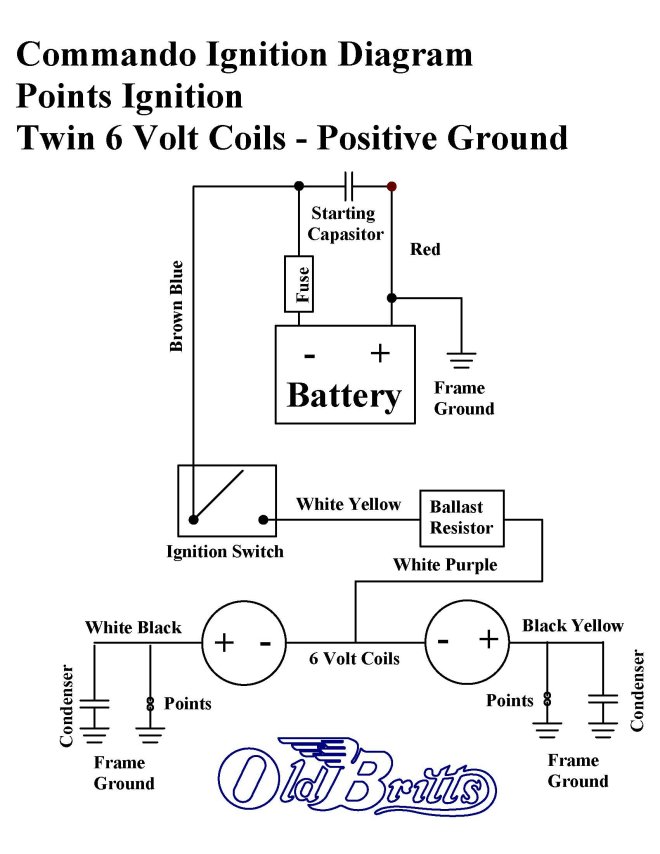 Commando Ignition Diagram
Points Ignition
Twin 6 Volt Coils - Positive Ground
Starting
Capasitor
Red
Brown Blue
Fuse
- +
Battery
Frame
Ground
White Yellow
Ballast
Resistor
Ignition Switch
White Purple
White Black
+ -
6 Volt Coils
- +
Black Yellow
Condenser
Points
Points
Condenser
Frame
Ground
Frame
Ground
Old Britts